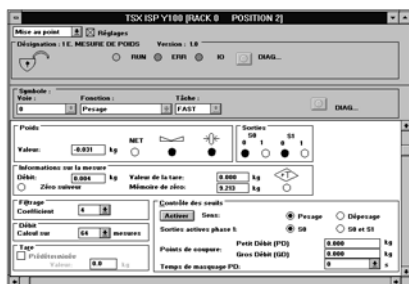 TSX ISP Y100 [RACK 0 POSITION 2]
Mise au point Réglages
Désignation : 1 E. MESURE DE POIDS Version : 1.0
RUN ERR IO DIAG...
Symbole :
Voie : Fonction : Tâche :
0 Pesage FAST DIAG...
Poids
NET
Valeur: -0.031 kg
Sorties
S0 S1
0 1 0 1
Informations sur la mesure
Débit: 0.004 kg Valeur de la tare: 0.000 kg
Zéro suiveur Mémoire de zéro: 9.213 kg
+T
Filtrage
Coefficient 4
Débit
Calcul sur 64 mesures
Tare
Prédéterminée
Valeur: 0.0 kg
Contrôle des seuils
Activer Sens: Pesage Dépesage
Sorties actives phase 1: S0 S0 et S1
Points de coupure: Petit Débit (PD) 0.000 kg
Gros Débit (GD) 0.000 kg
Temps de masquage PD: 0 s